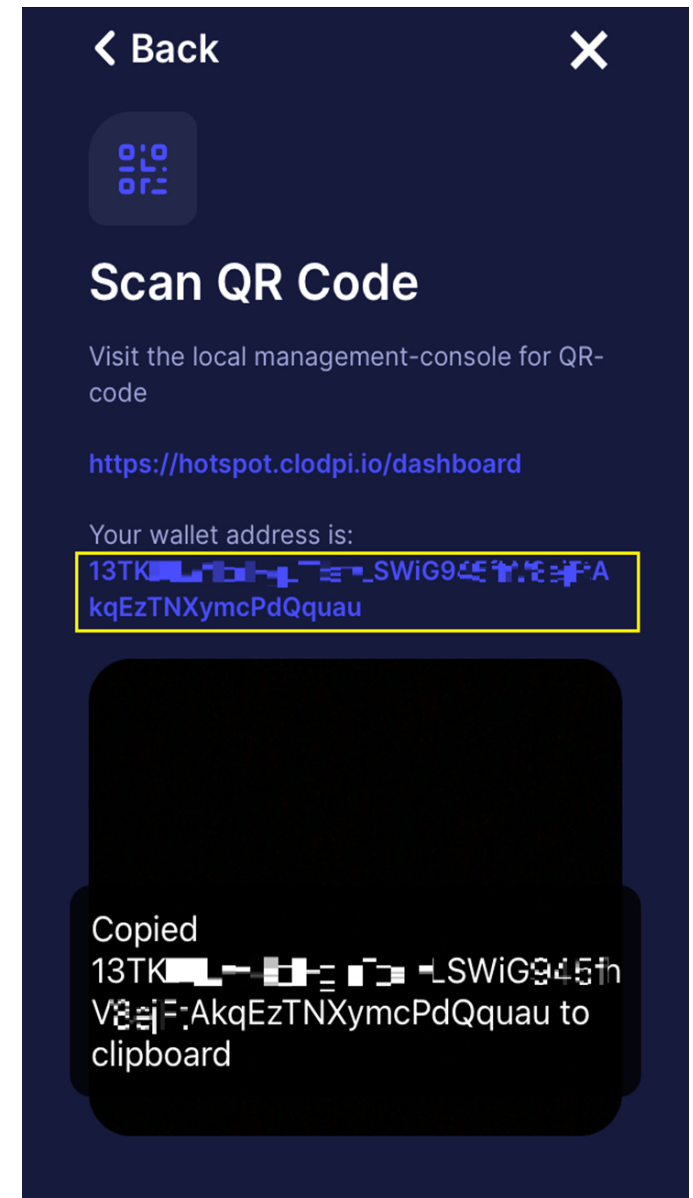 Back
Scan QR Code
Visit the local management-console for QR-
code
https://hotspot.clodpi.io/dashboard
Your wallet address is:
kqEzTNXymcPdQquau
Copied
to
clipboard